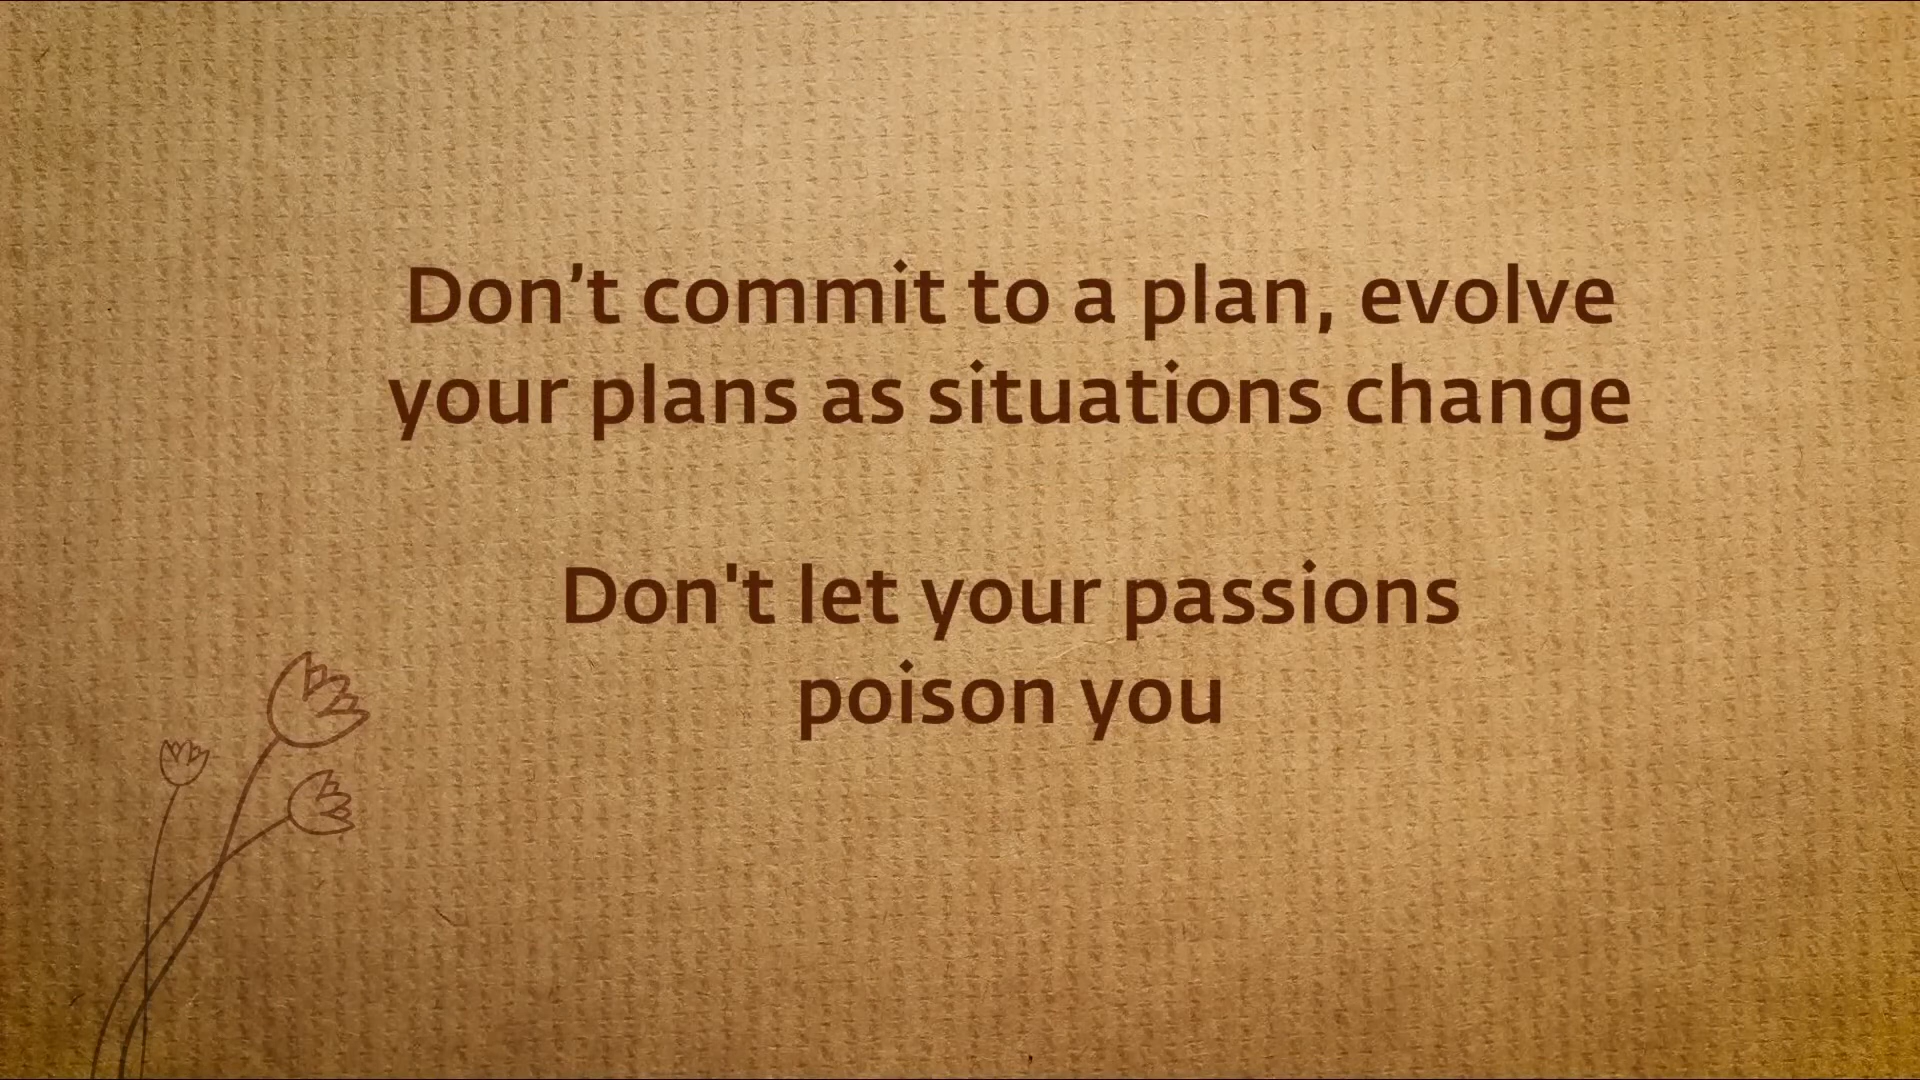 Don’t commit to a plan, evolve
your plans as situations change
Don't let your passions
poison you